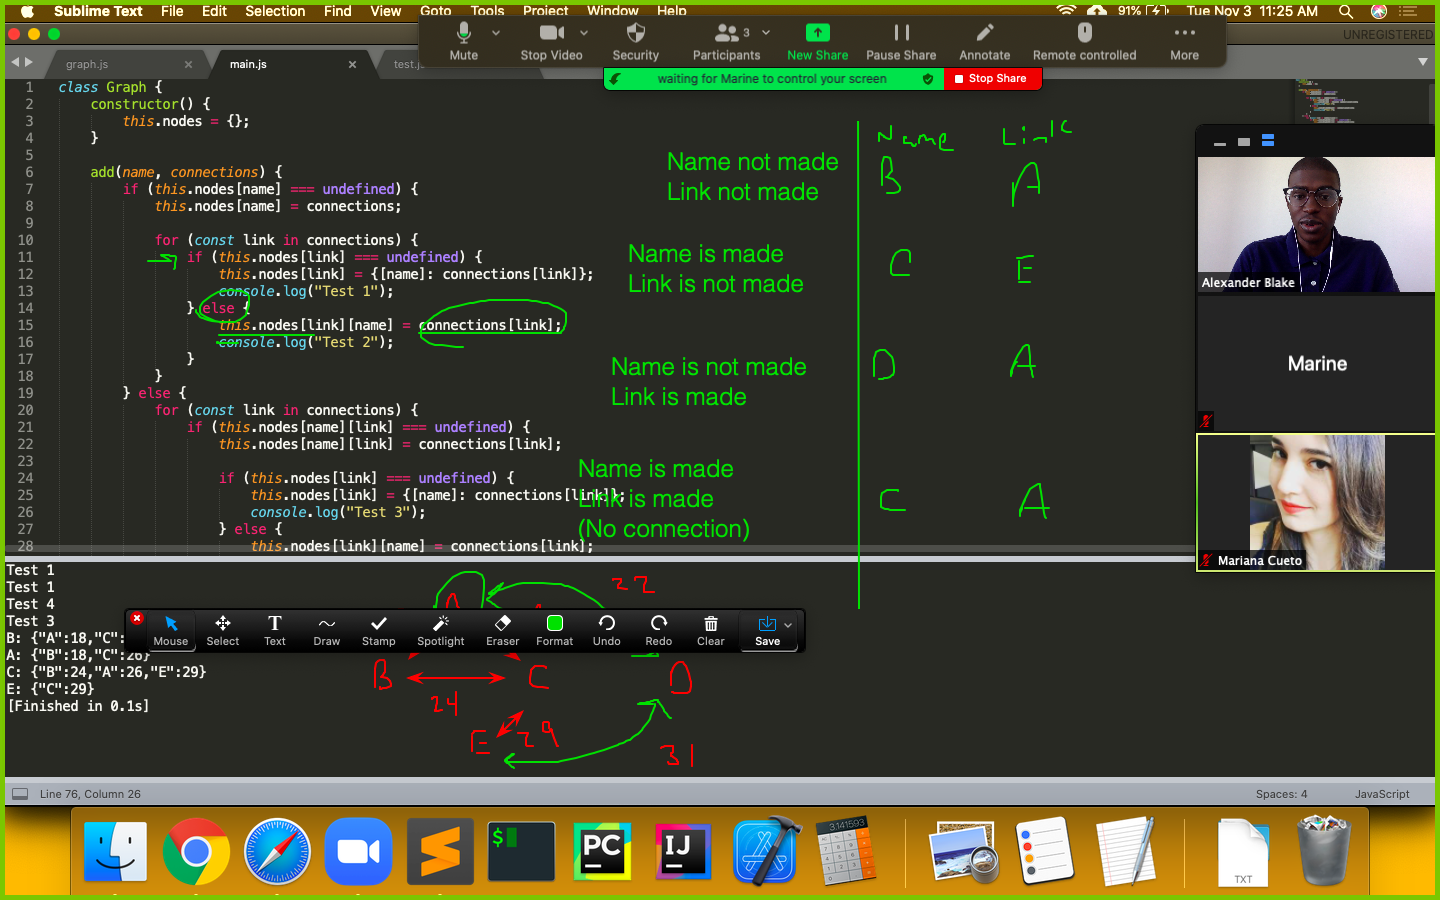 Sublime Text File Edit Selection Find View Goto Tools Project Window Help
91% Tue Nov 3 11:25 AM
Mute Stop Video Security Participants 3 New Share Pause Share Annotate Remote controlled More
UNREGISTERED
waiting for Marine to control your screen Stop Share
graph.js main.js test.js
1 class Graph {
2 constructor() {
3 this.nodes = {};
4 }
5
6 add(name, connections) {
7 if (this.nodes[name] === undefined) {
8 this.nodes[name] = connections;
9
10 for (const link in connections) {
11 if (this.nodes[link] === undefined) {
12 this.nodes[link] = {[name]: connections[link]};
13 console.log("Test 1");
14 } else {
15 this.nodes[link][name] = connections[link];
16 console.log("Test 2");
17 }
18 }
19 } else {
20 for (const link in connections) {
21 if (this.nodes[name][link] === undefined) {
22 this.nodes[name][link] = connections[link];
23
24 if (this.nodes[link] === undefined) {
25 this.nodes[link] = {[name]: connections[link]};
26 console.log("Test 3");
27 } else {
28 this.nodes[link][name] = connections[link];
Name not made
Link not made
Name is made
Link is not made
Name is not made
Link is made
Name is made
Link is made
(No connection)
Name Link
B A
C E
D A
C A
Alexander Blake
Marine
Mariana Cueto
Test 1
Test 1
Test 4
Test 3
B: {"A":18,"C":
A: {"B":18,"C":26}
C: {"B":24,"A":26,"E":29}
E: {"C":29}
[Finished in 0.1s]
22
Mouse Select Text Draw Stamp Spotlight Eraser Format Undo Redo Clear Save
B C D
24
E 29
31
Line 76, Column 26 Spaces: 4 JavaScript
$
PC
IJ
3.141593
TXT